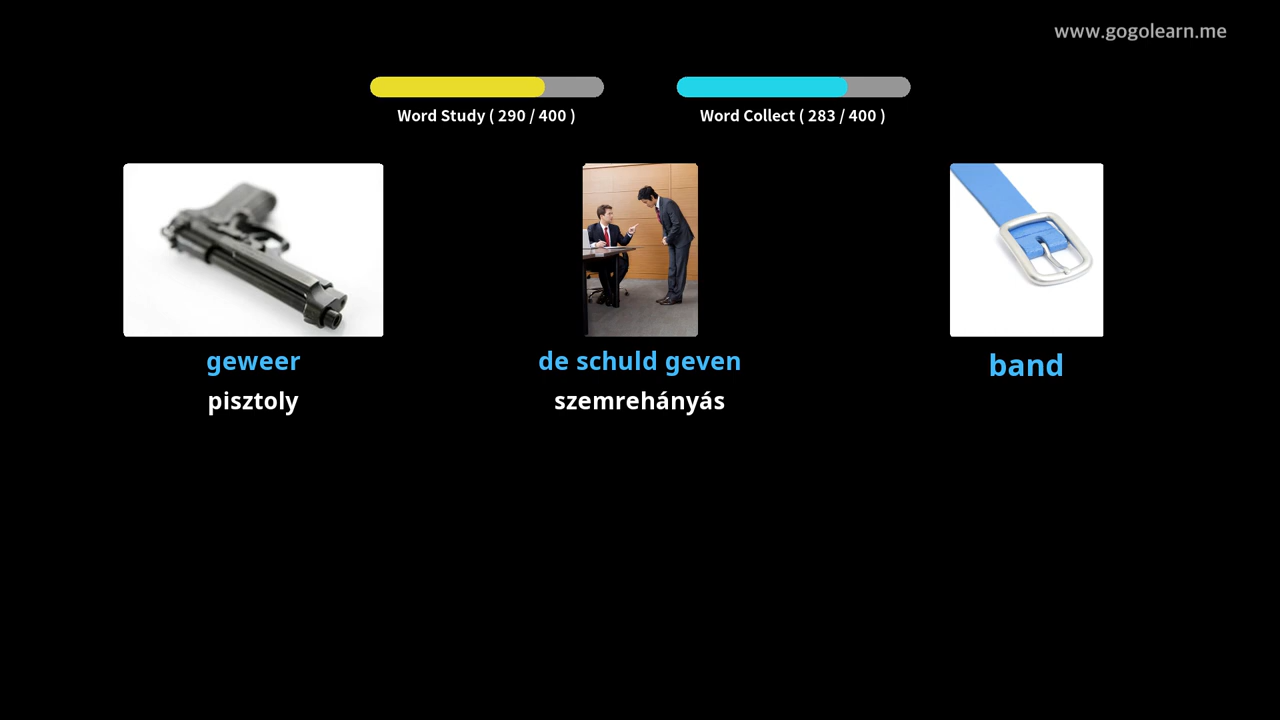 www.gogolearn.me
Word Study ( 290 / 400 )
Word Collect ( 283 / 400 )
geweer
pisztoly
de schuld geven
szemrehányás
band